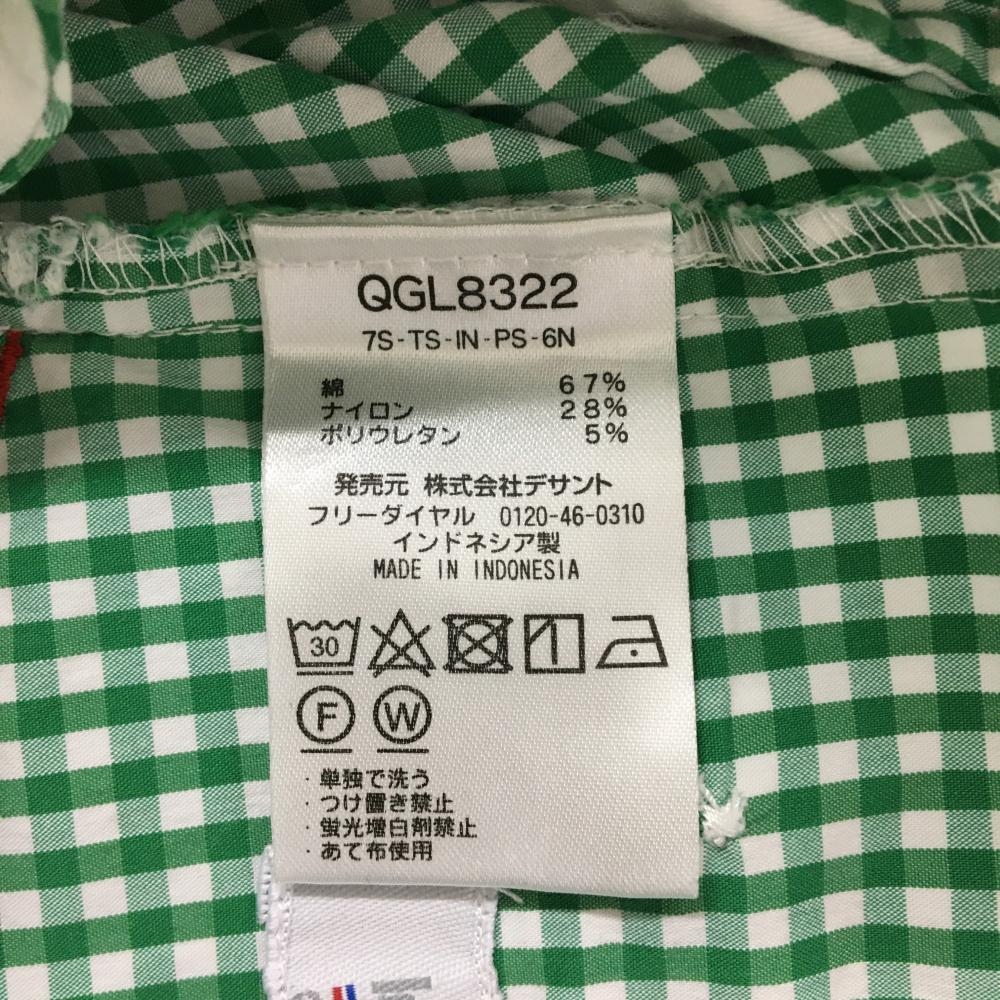 QGL8322
7S-TS-IN-PS-6N
綿 67%
ナイロン 28%
ポリウレタン 5%
発売元 株式会社デサント
フリーダイヤル 0120-46-0310
インドネシア製
MADE IN INDONESIA
30
F W
・単独で洗う
・つけ置き禁止
・蛍光増白剤禁止
・あて布使用